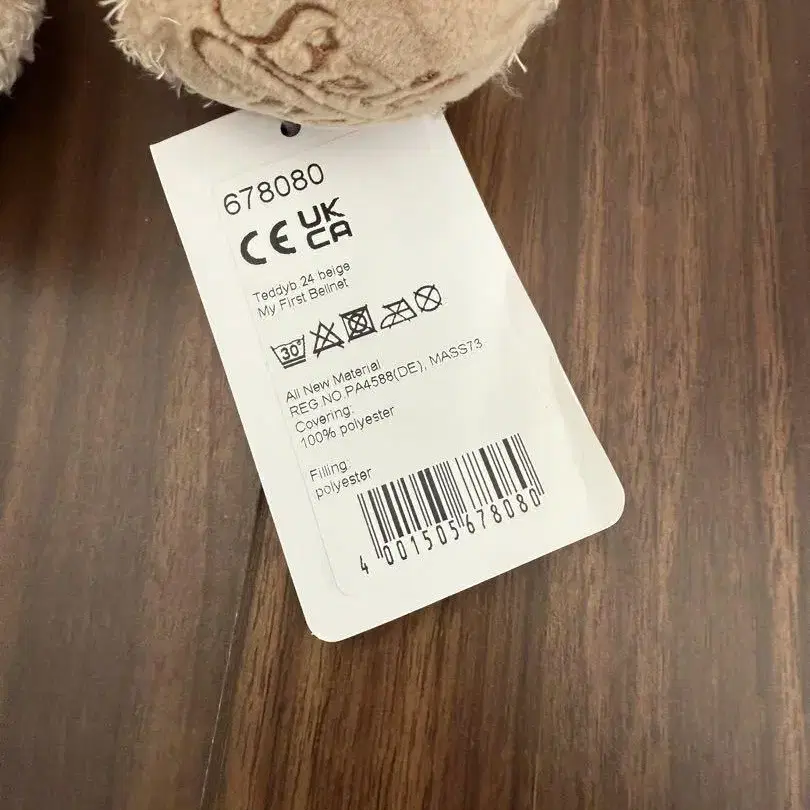 678080
CE UK
CA
Teddyb 24 beige
My First Bellnet
30°
All New Material
REG NO.PA4588(DE), MASS73
Covering:
100% polyester
Filling:
polyester
4 001505 678080